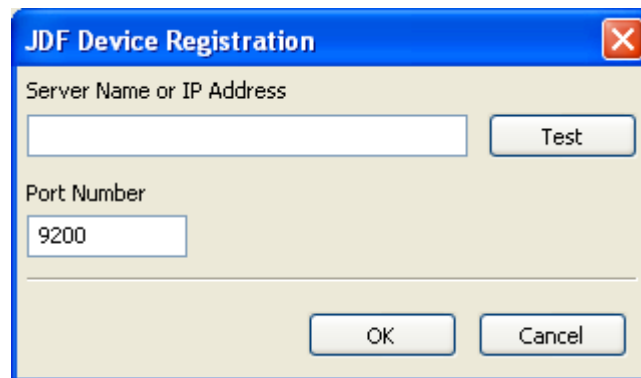 JDF Device Registration
Server Name or IP Address
Test
Port Number
9200
OK Cancel